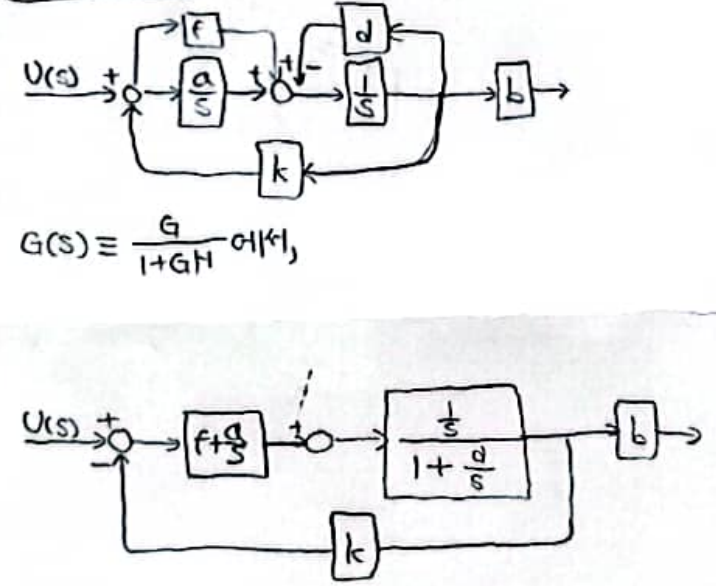 f
d
U(s) + a/s + + - 1/s b
k
G(s) ≡ G/(1+GH) 에서,
U(s) + - f+a/s + (1/s)/(1+d/s) b
k